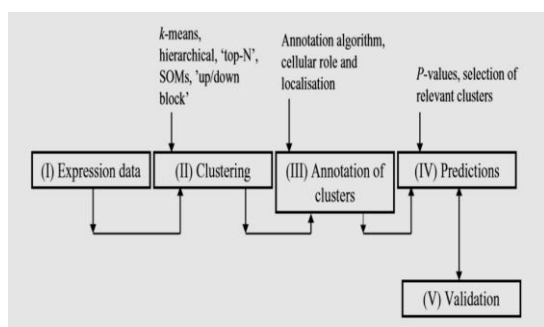 k-means,
hierarchical, ‘top-N’,
SOMs, ’up/down
block’
Annotation algorithm,
cellular role and
localisation
P-values, selection of
relevant clusters
(I) Expression data
(II) Clustering
(III) Annotation of
clusters
(IV) Predictions
(V) Validation